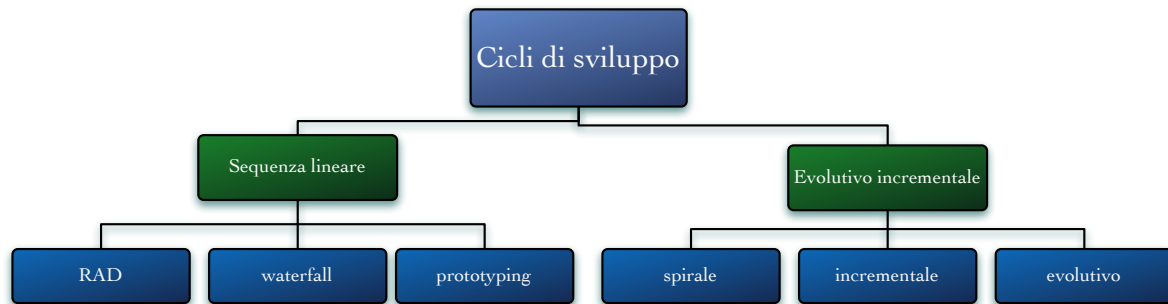 Cicli di sviluppo
Sequenza lineare
Evolutivo incrementale
RAD
waterfall
prototyping
spirale
incrementale
evolutivo